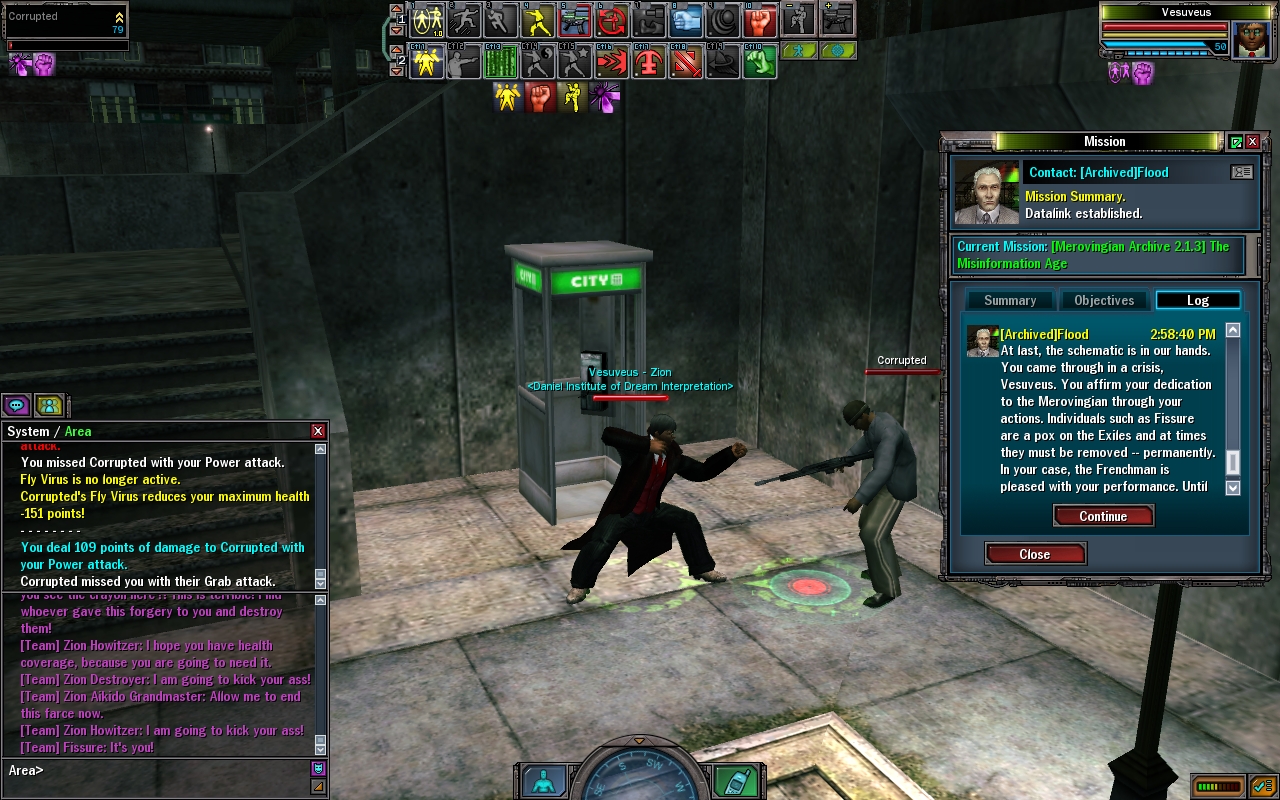 Corrupted
79
Vesuveus
50
Mission
Contact: [Archived]Flood
Mission Summary.
Datalink established.
Current Mission: [Merovingian Archive 2.1.3] The
Misinformation Age
Summary
Objectives
Log
[Archived]Flood 2:58:40 PM
At last, the schematic is in our hands.
You came through in a crisis,
Vesuveus. You affirm your dedication
to the Merovingian through your
actions. Individuals such as Fissure
are a pox on the Exiles and at times
they must be removed -- permanently.
In your case, the Frenchman is
pleased with your performance. Until
Continue
Close
CITY
CITY
Vesuveus - Zion
<Daniel Institute of Dream Interpretation>
Corrupted
System / Area
attack.
You missed Corrupted with your Power attack.
Fly Virus is no longer active.
Corrupted's Fly Virus reduces your maximum health
-151 points!
- - - - - - - -
You deal 109 points of damage to Corrupted with
your Power attack.
Corrupted missed you with their Grab attack.
whoever gave this forgery to you and destroy
them!
[Team] Zion Howitzer: I hope you have health
coverage, because you are going to need it.
[Team] Zion Destroyer: I am going to kick your ass!
[Team] Zion Aikido Grandmaster: Allow me to end
this farce now.
[Team] Zion Howitzer: I am going to kick your ass!
[Team] Fissure: It's you!
Area>
S
SW
W
SE